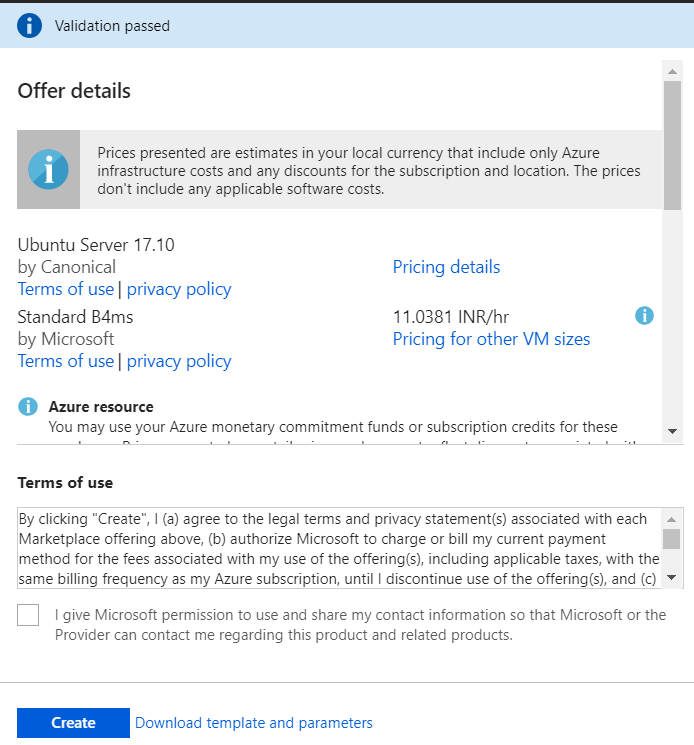 Validation passed
Offer details
Prices presented are estimates in your local currency that include only Azure
infrastructure costs and any discounts for the subscription and location. The prices
don't include any applicable software costs.
Ubuntu Server 17.10
by Canonical Pricing details
Terms of use | privacy policy
Standard B4ms 11.0381 INR/hr
by Microsoft Pricing for other VM sizes
Terms of use | privacy policy
Azure resource
You may use your Azure monetary commitment funds or subscription credits for these
Terms of use
By clicking "Create", I (a) agree to the legal terms and privacy statement(s) associated with each
Marketplace offering above, (b) authorize Microsoft to charge or bill my current payment
method for the fees associated with my use of the offering(s), including applicable taxes, with the
same billing frequency as my Azure subscription, until I discontinue use of the offering(s), and (c)
I give Microsoft permission to use and share my contact information so that Microsoft or the
Provider can contact me regarding this product and related products.
Create Download template and parameters